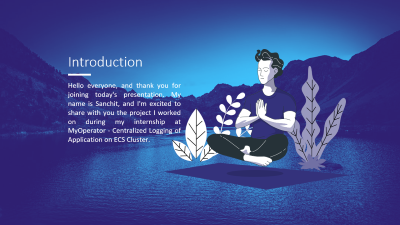 Introduction
Hello everyone, and thank you for
joining today's presentation. My
name is Sanchit, and I'm excited to
share with you the project I worked
on during my internship at
MyOperator - Centralized Logging of
Application on ECS Cluster.